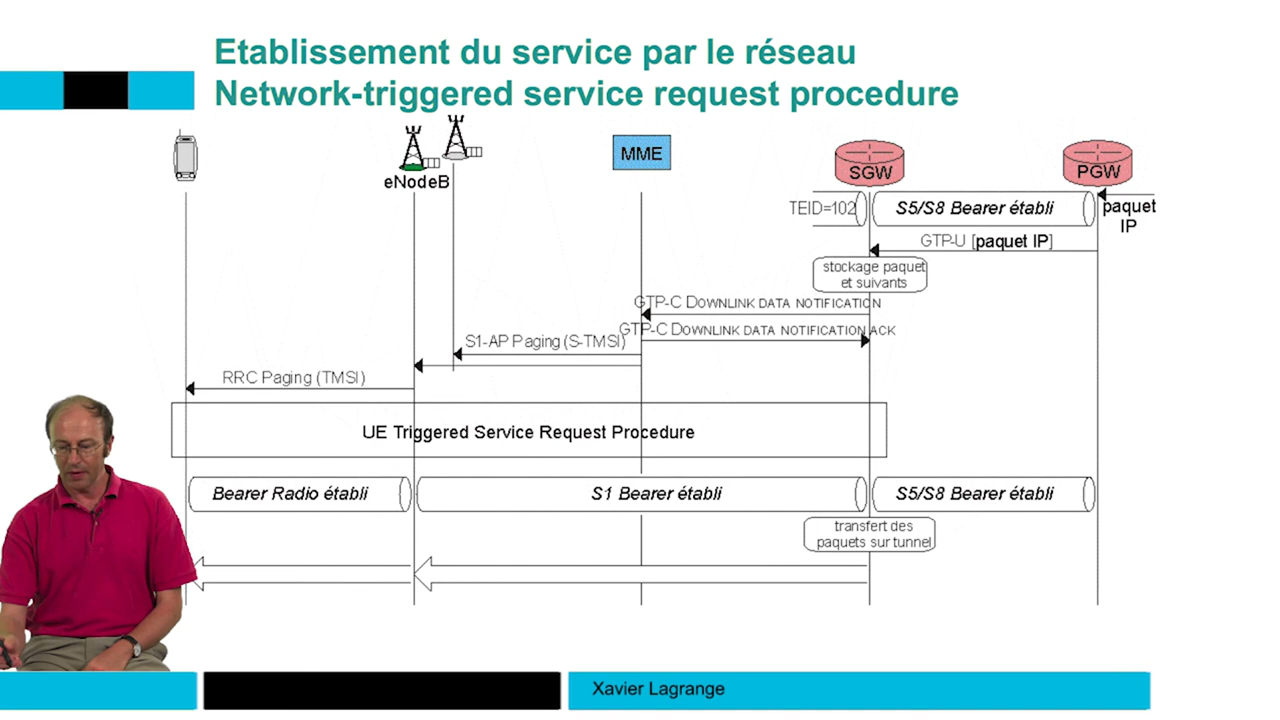 Etablissement du service par le réseau
Network-triggered service request procedure
MME
SGW
PGW
eNodeB
TEID=102
S5/S8 Bearer établi
paquet
IP
GTP-U [paquet IP]
stockage paquet
et suivants
GTP-C DOWNLINK DATA NOTIFICATION
GTP-C DOWNLINK DATA NOTIFICATION ACK
S1-AP Paging (S-TMSI)
RRC Paging (TMSI)
UE Triggered Service Request Procedure
Bearer Radio établi
S1 Bearer établi
S5/S8 Bearer établi
transfert des
paquets sur tunnel
Xavier Lagrange